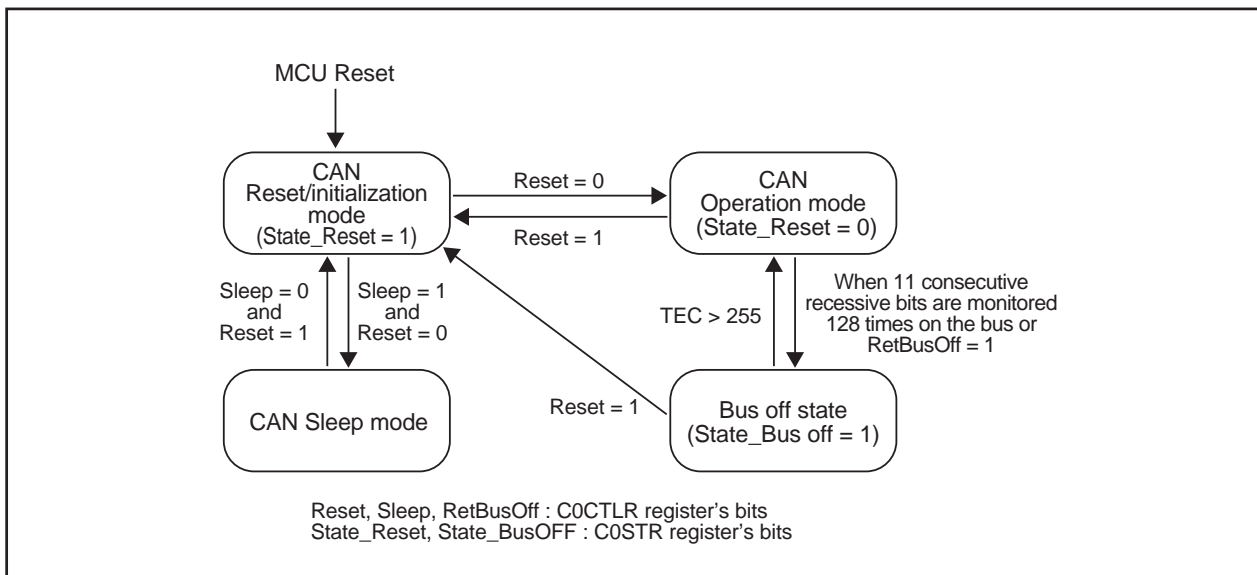 MCU Reset
CAN
Reset/initialization
mode
(State_Reset = 1)
Reset = 0
Reset = 1
CAN
Operation mode
(State_Reset = 0)
Sleep = 0
and
Reset = 1
Sleep = 1
and
Reset = 0
TEC > 255
When 11 consecutive
recessive bits are monitored
128 times on the bus or
RetBusOff = 1
CAN Sleep mode
Reset = 1
Bus off state
(State_Bus off = 1)
Reset, Sleep, RetBusOff : C0CTLR register's bits
State_Reset, State_BusOFF : C0STR register's bits